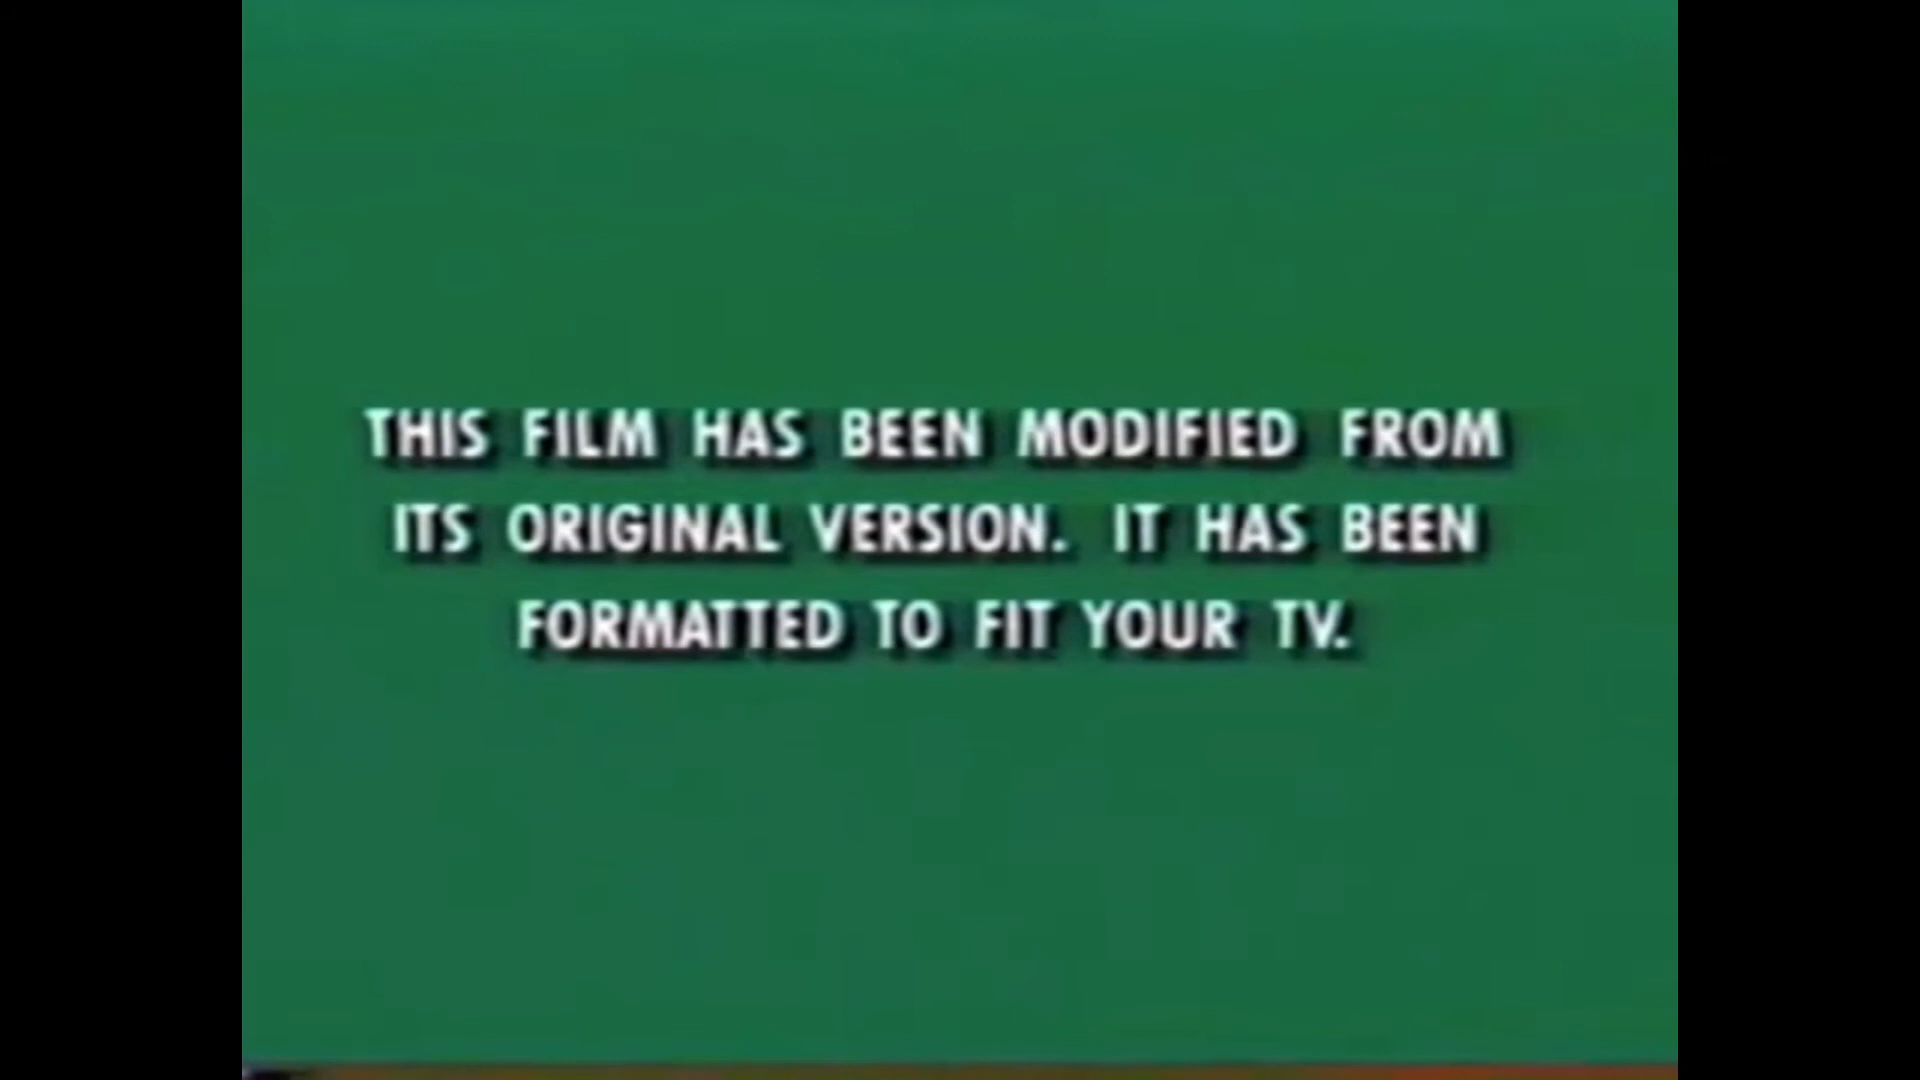 THIS FILM HAS BEEN MODIFIED FROM
ITS ORIGINAL VERSION. IT HAS BEEN
FORMATTED TO FIT YOUR TV.